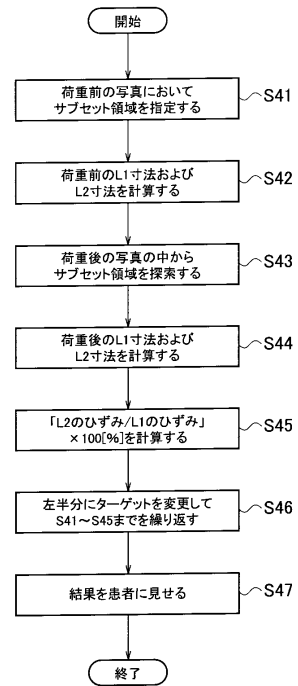 開始
荷重前の写真において
サブセット領域を指定する
S41
荷重前のL1寸法および
L2寸法を計算する
S42
荷重後の写真の中から
サブセット領域を探索する
S43
荷重後のL1寸法および
L2寸法を計算する
S44
「L2のひずみ/L1のひずみ」
×100[%]を計算する
S45
左半分にターゲットを変更して
S41～S45までを繰り返す
S46
結果を患者に見せる
S47
終了